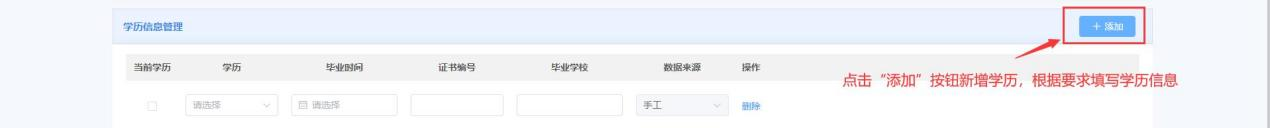 学历信息管理
+ 添加
当前学历 学历 毕业时间 证书编号 毕业学校 数据来源 操作
点击“添加”按钮新增学历，根据要求填写学历信息
请选择 请选择 手工 删除